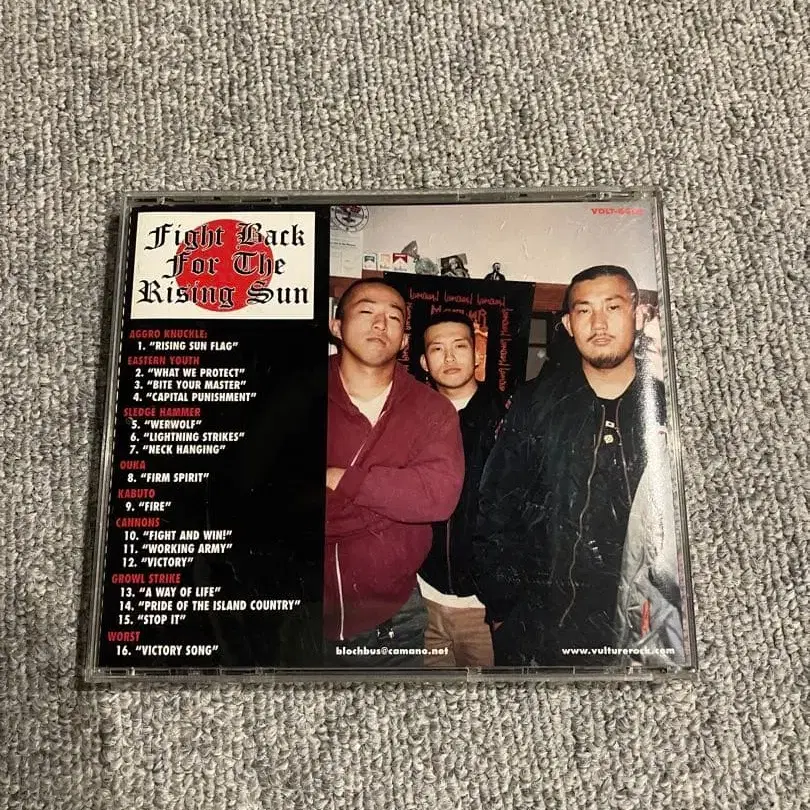 Fight Back
For The
Rising Sun
AGGRO KNUCKLE:
1. “RISING SUN FLAG”
EASTERN YOUTH
2. “WHAT WE PROTECT”
3. “BITE YOUR MASTER”
4. “CAPITAL PUNISHMENT”
SLEDGE HAMMER
5. “WERWOLF”
6. “LIGHTNING STRIKES”
7. “NECK HANGING”
OUKA
8. “FIRM SPIRIT”
KABUTO
9. “FIRE”
CANNONS
10. “FIGHT AND WIN!”
11. “WORKING ARMY”
12. “VICTORY”
GROWL STRIKE
13. “A WAY OF LIFE”
14. “PRIDE OF THE ISLAND COUNTRY”
15. “STOP IT”
WORST
16. “VICTORY SONG”
blochbus@camano.net
www.vulturerock.com